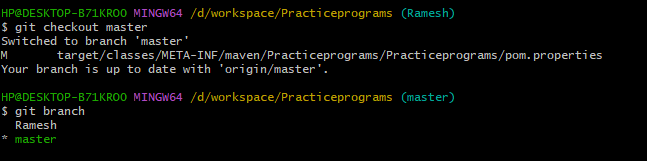 HP@DESKTOP-B71KROO MINGW64 /d/workspace/Practiceprograms (Ramesh)
$ git checkout master
Switched to branch 'master'
M       target/classes/META-INF/maven/Practiceprograms/Practiceprograms/pom.properties
Your branch is up to date with 'origin/master'.
HP@DESKTOP-B71KROO MINGW64 /d/workspace/Practiceprograms (master)
$ git branch
  Ramesh
* master